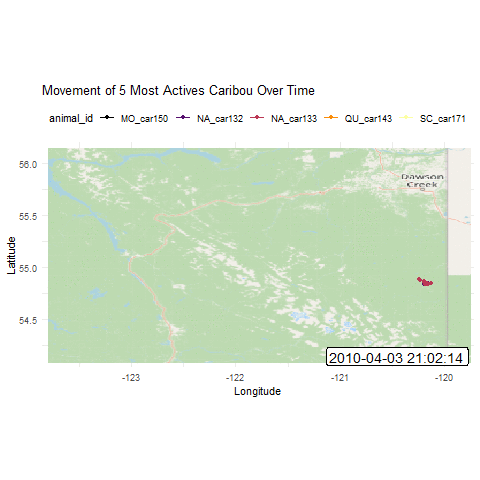 Movement of 5 Most Actives Caribou Over Time
animal_id MO_car150 NA_car132 NA_car133 QU_car143 SC_car171
56.0
55.5
55.0
54.5
Latitude
Dawson
Creek
2010-04-03 21:02:14
-123 -122 -121 -120
Longitude